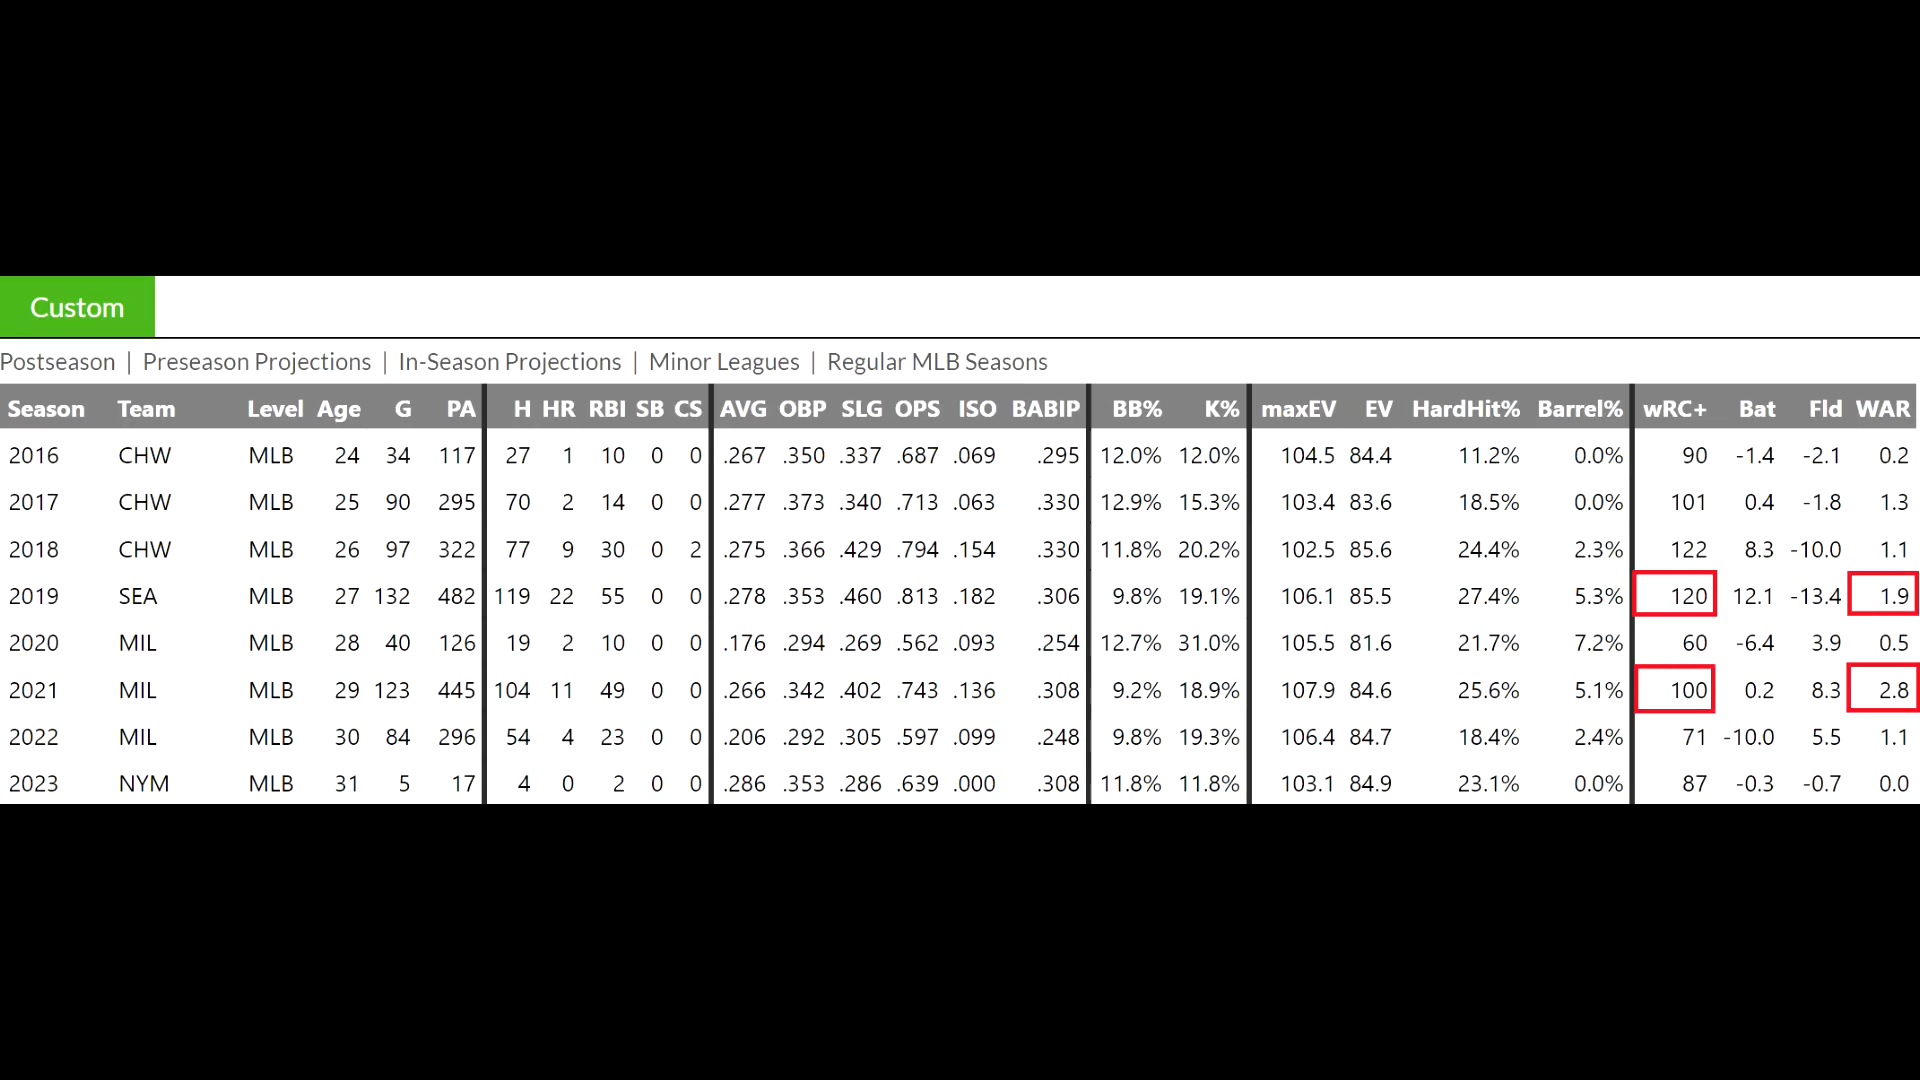 Custom
Postseason | Preseason Projections | In-Season Projections | Minor Leagues | Regular MLB Seasons
Season Team Level Age G PA H HR RBI SB CS AVG OBP SLG OPS ISO BABIP BB% K% maxEV EV HardHit% Barrel% wRC+ Bat Fld WAR
2016 CHW MLB 24 34 117 27 1 10 0 0 .267 .350 .337 .687 .069 .295 12.0% 12.0% 104.5 84.4 11.2% 0.0% 90 -1.4 -2.1 0.2
2017 CHW MLB 25 90 295 70 2 14 0 0 .277 .373 .340 .713 .063 .330 12.9% 15.3% 103.4 83.6 18.5% 0.0% 101 0.4 -1.8 1.3
2018 CHW MLB 26 97 322 77 9 30 0 2 .275 .366 .429 .794 .154 .330 11.8% 20.2% 102.5 85.6 24.4% 2.3% 122 8.3 -10.0 1.1
2019 SEA MLB 27 132 482 119 22 55 0 0 .278 .353 .460 .813 .182 .306 9.8% 19.1% 106.1 85.5 27.4% 5.3% 120 12.1 -13.4 1.9
2020 MIL MLB 28 40 126 19 2 10 0 0 .176 .294 .269 .562 .093 .254 12.7% 31.0% 105.5 81.6 21.7% 7.2% 60 -6.4 3.9 0.5
2021 MIL MLB 29 123 445 104 11 49 0 0 .266 .342 .402 .743 .136 .308 9.2% 18.9% 107.9 84.6 25.6% 5.1% 100 0.2 8.3 2.8
2022 MIL MLB 30 84 296 54 4 23 0 0 .206 .292 .305 .597 .099 .248 9.8% 19.3% 106.4 84.7 18.4% 2.4% 71 -10.0 5.5 1.1
2023 NYM MLB 31 5 17 4 0 2 0 0 .286 .353 .286 .639 .000 .308 11.8% 11.8% 103.1 84.9 23.1% 0.0% 87 -0.3 -0.7 0.0